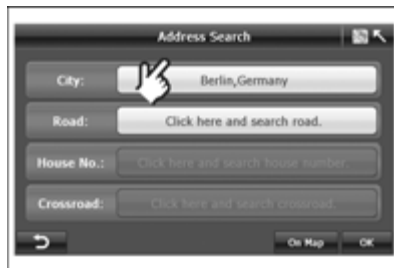 Address Search
City: Berlin,Germany
Road: Click here and search road.
House No.: Click here and search house number.
Crossroad: Click here and search crossroad.
On Map OK